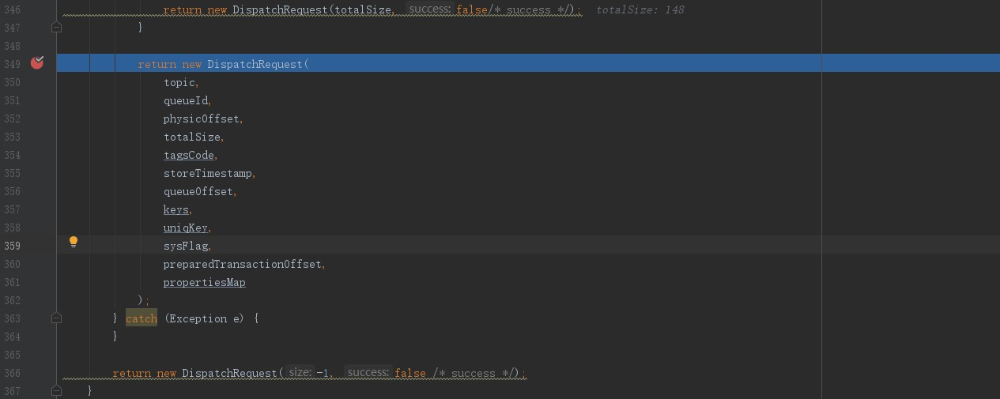 346 return new DispatchRequest(totalSize, success: false/* success */); totalSize: 148
347 }
348
349 return new DispatchRequest(
350 topic,
351 queueId,
352 physicOffset,
353 totalSize,
354 tagsCode,
355 storeTimestamp,
356 queueOffset,
357 keys,
358 uniqKey,
359 sysFlag,
360 preparedTransactionOffset,
361 propertiesMap
362 );
363 } catch (Exception e) {
364 }
365
366 return new DispatchRequest( size: -1, success: false /* success */);
367 }